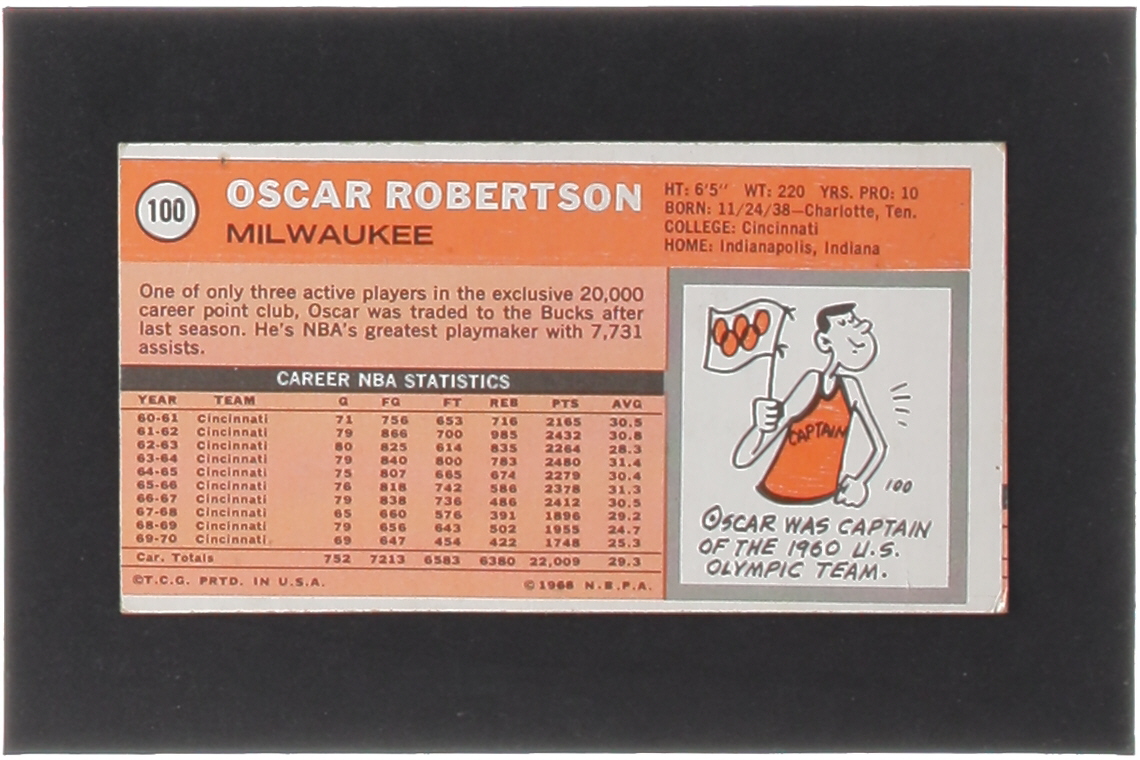 100
OSCAR ROBERTSON
MILWAUKEE
HT: 6'5" WT: 220 YRS. PRO: 10
BORN: 11/24/38—Charlotte, Ten.
COLLEGE: Cincinnati
HOME: Indianapolis, Indiana
One of only three active players in the exclusive 20,000
career point club, Oscar was traded to the Bucks after
last season. He's NBA's greatest playmaker with 7,731
assists.
CAREER NBA STATISTICS
YEAR TEAM G FG FT REB PTS AVG
60-61 Cincinnati 71 756 653 716 2165 30.5
61-62 Cincinnati 79 866 700 985 2432 30.8
62-63 Cincinnati 80 825 614 835 2264 28.3
63-64 Cincinnati 79 840 800 783 2480 31.4
64-65 Cincinnati 75 807 665 674 2279 30.4
65-66 Cincinnati 76 818 742 586 2378 31.3
66-67 Cincinnati 79 838 736 486 2412 30.5
67-68 Cincinnati 65 660 576 391 1896 29.2
68-69 Cincinnati 79 656 643 502 1955 24.7
69-70 Cincinnati 69 647 454 422 1748 25.3
Car. Totals 752 7213 6583 6380 22,009 29.3
©T.C.G. PRTD. IN U.S.A. ©1968 N.B.P.A.
CAPTAIN
100
OSCAR WAS CAPTAIN
OF THE 1960 U.S.
OLYMPIC TEAM.